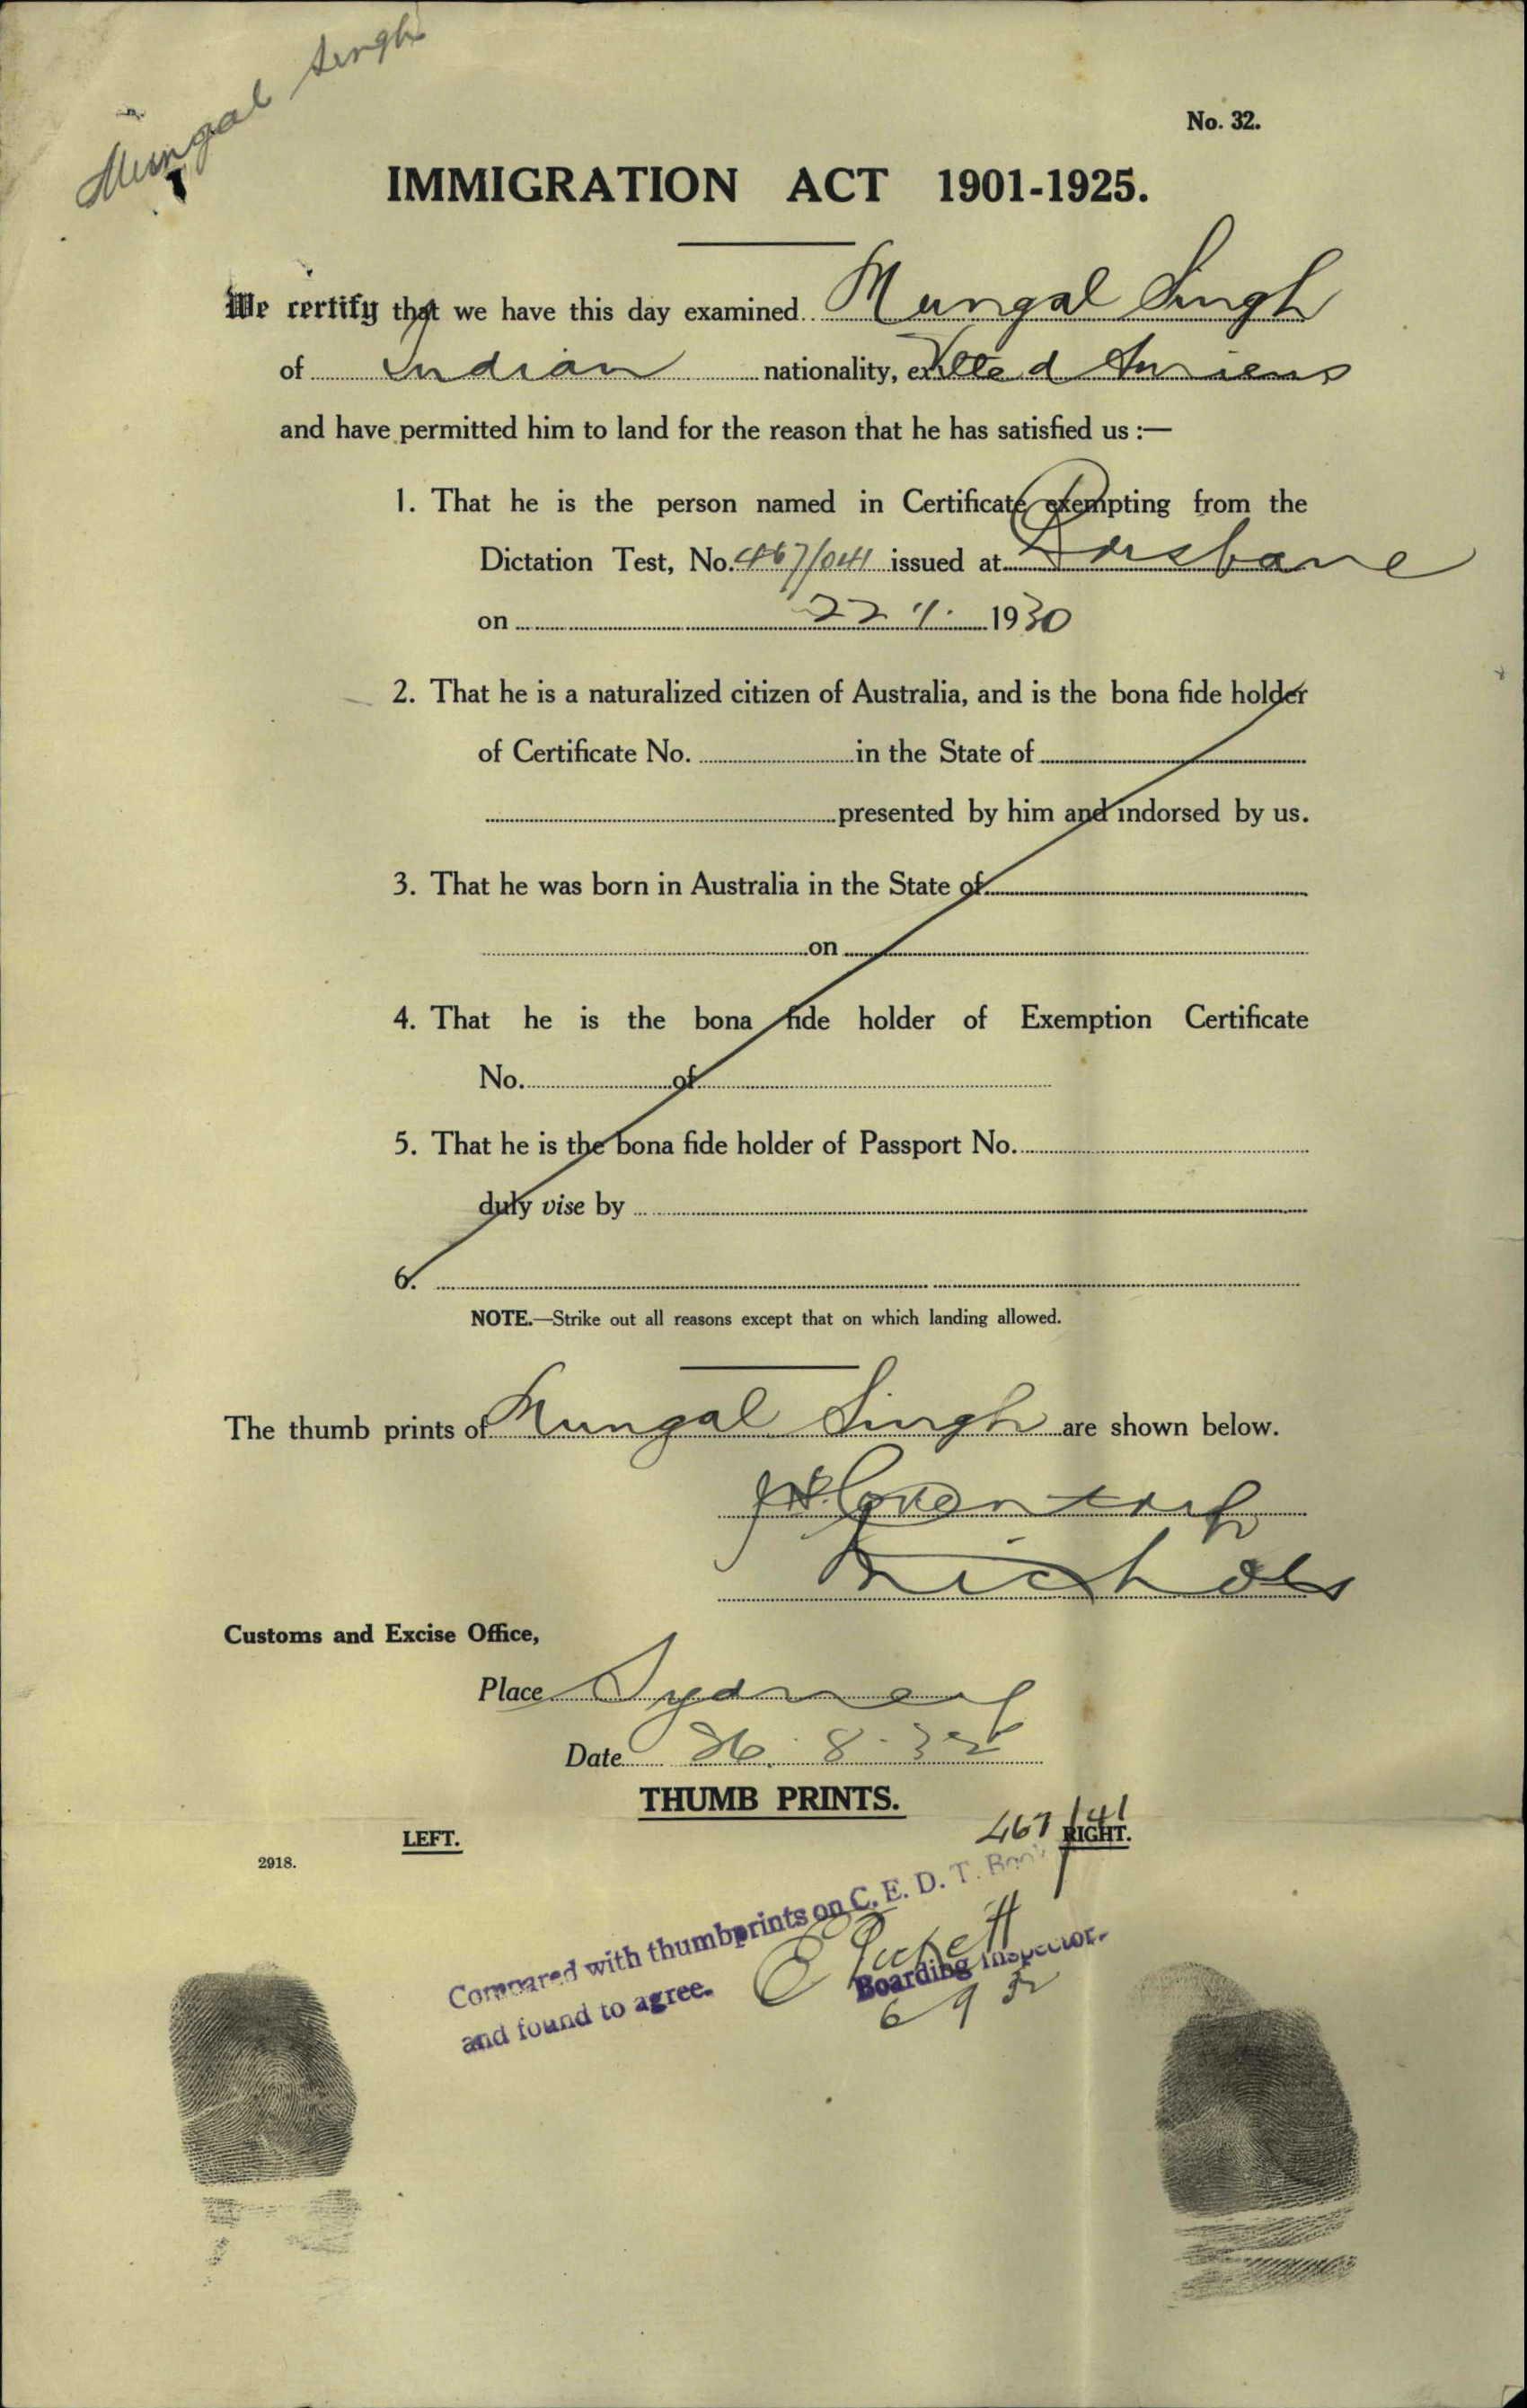 Mungal Singh
No. 32.
IMMIGRATION ACT 1901-1925.
We certify that we have this day examined Mungal Singh
of Indian nationality, ex
and have permitted him to land for the reason that he has satisfied us :—
1. That he is the person named in Certificate exempting from the
Dictation Test, No. 467/041 issued at Brisbane
on 22 1930
2. That he is a naturalized citizen of Australia, and is the bona fide holder
of Certificate No. in the State of
presented by him and indorsed by us.
3. That he was born in Australia in the State of
on
4. That he is the bona fide holder of Exemption Certificate
No. of
5. That he is the bona fide holder of Passport No.
duly vise by
6.
NOTE.—Strike out all reasons except that on which landing allowed.
The thumb prints of Mungal Singh are shown below.
Nichols
Customs and Excise Office,
Place Sydney
Date 26.8.32
THUMB PRINTS.
467/41
LEFT. RIGHT.
2918.
Compared with thumbprints on C. E. D. T. Book
and found to agree.
Boarding Inspector.
6 9 32